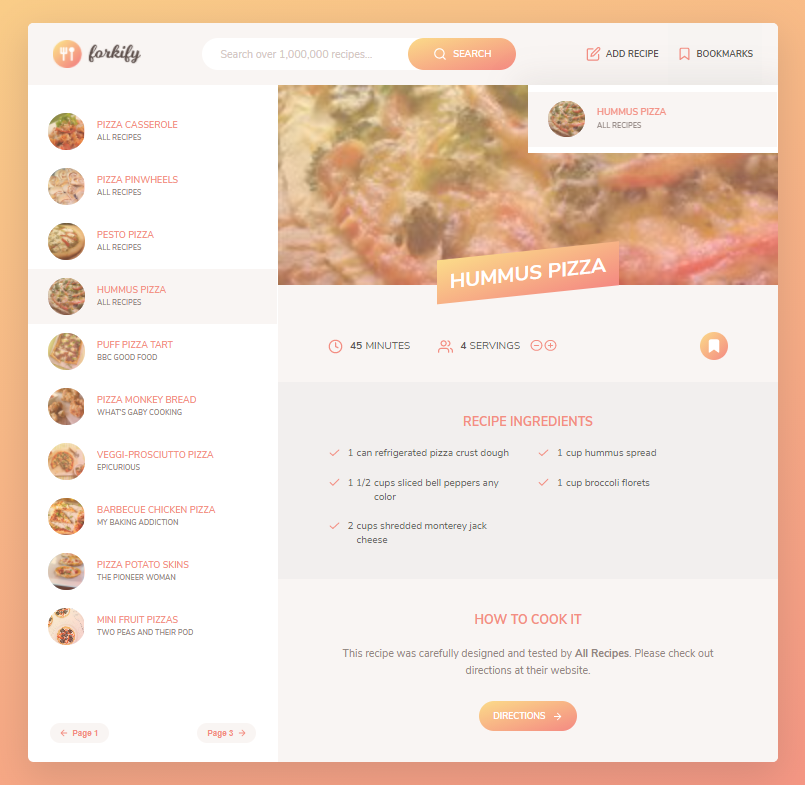 forkify
Search over 1,000,000 recipes...
SEARCH
ADD RECIPE
BOOKMARKS
HUMMUS PIZZA
ALL RECIPES
PIZZA CASSEROLE
ALL RECIPES
PIZZA PINWHEELS
ALL RECIPES
PESTO PIZZA
ALL RECIPES
HUMMUS PIZZA
ALL RECIPES
PUFF PIZZA TART
BBC GOOD FOOD
PIZZA MONKEY BREAD
WHAT'S GABY COOKING
VEGGI-PROSCIUTTO PIZZA
EPICURIOUS
BARBECUE CHICKEN PIZZA
MY BAKING ADDICTION
PIZZA POTATO SKINS
THE PIONEER WOMAN
MINI FRUIT PIZZAS
TWO PEAS AND THEIR POD
Page 1
Page 3
HUMMUS PIZZA
45 MINUTES
4 SERVINGS
RECIPE INGREDIENTS
1 can refrigerated pizza crust dough
1 cup hummus spread
1 1/2 cups sliced bell peppers any
color
1 cup broccoli florets
2 cups shredded monterey jack
cheese
HOW TO COOK IT
This recipe was carefully designed and tested by All Recipes. Please check out
directions at their website.
DIRECTIONS